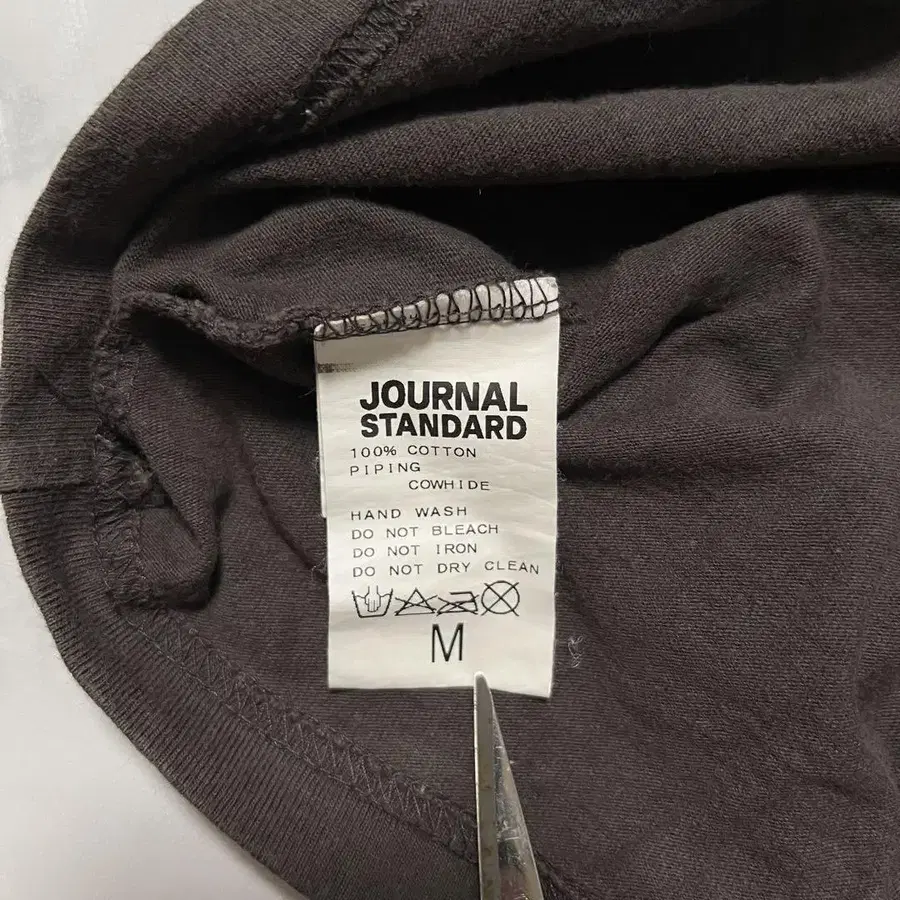 JOURNAL
STANDARD
100% COTTON
PIPING
COWHIDE
HAND WASH
DO NOT BLEACH
DO NOT IRON
DO NOT DRY CLEAN
M